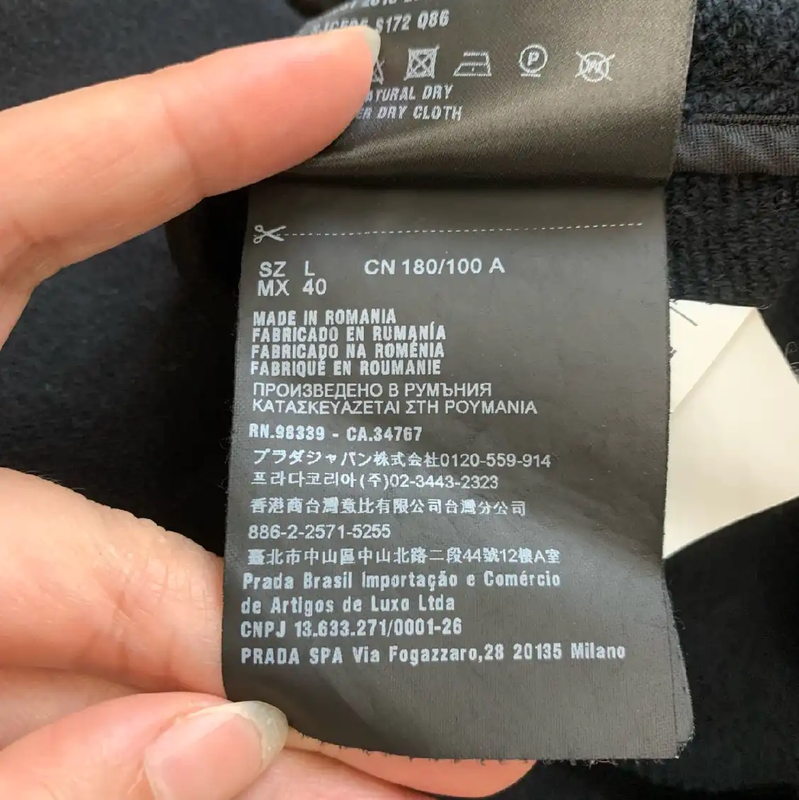 S172 Q86
P
DRY
DRY CLOTH
SZ L CN 180/100 A
MX 40
MADE IN ROMANIA
FABRICADO EN RUMANÍA
FABRICADO NA ROMÉNIA
FABRIQUÉ EN ROUMANIE
ПРОИЗВЕДЕНО В РУМЪНИЯ
ΚΑΤΑΣΚΕΥΑΖΕΤΑΙ ΣΤΗ ΡΟΥΜΑΝΙΑ
RN.98339 - CA.34767
プラダジャパン株式会社0120-559-914
프라다코리아(주)02-3443-2323
香港商台灣意比有限公司台灣分公司
886-2-2571-5255
臺北市中山區中山北路二段44號12樓A室
Prada Brasil Importação e Comércio
de Artigos de Luxo Ltda
CNPJ 13.633.271/0001-26
PRADA SPA Via Fogazzaro,28 20135 Milano